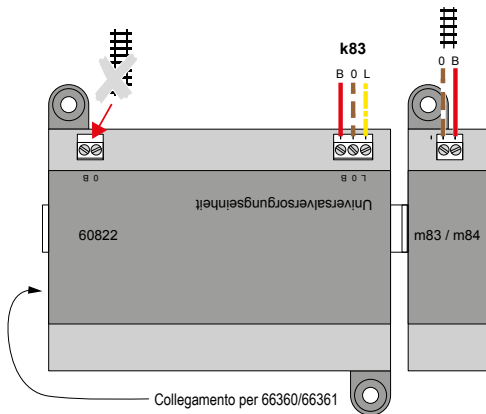 k83
B 0 L
0 B
B 0
B 0 L
Universalversorgungseinheit
60822
m83 / m84
Collegamento per 66360/66361